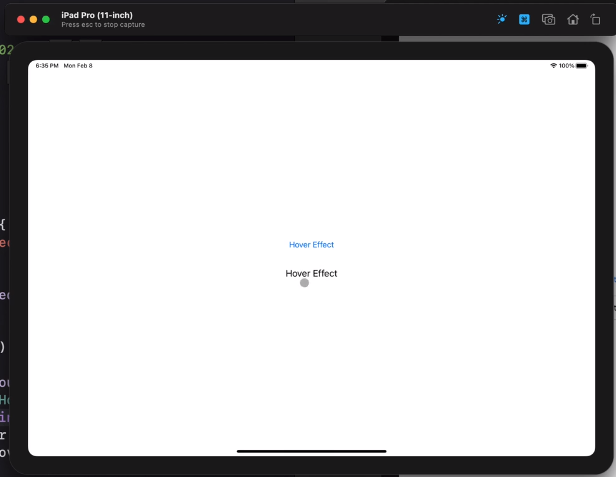 iPad Pro (11-inch)
Press esc to stop capture
02
6:35 PM Mon Feb 8
100%
{
Hover Effect
Hover Effect
)